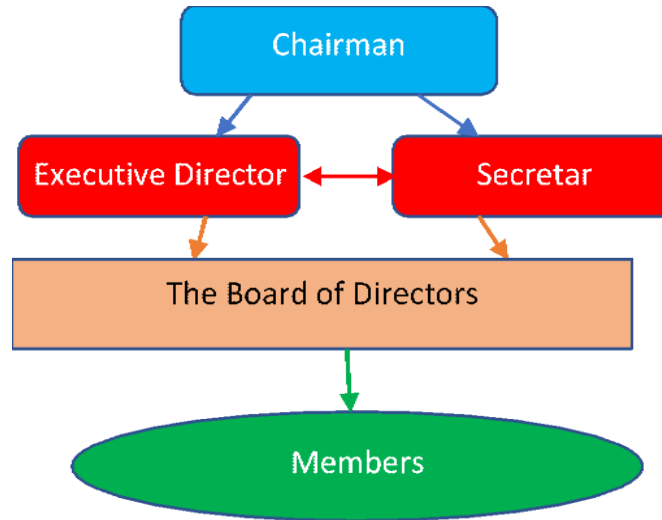 Chairman
Executive Director
Secretar
The Board of Directors
Members